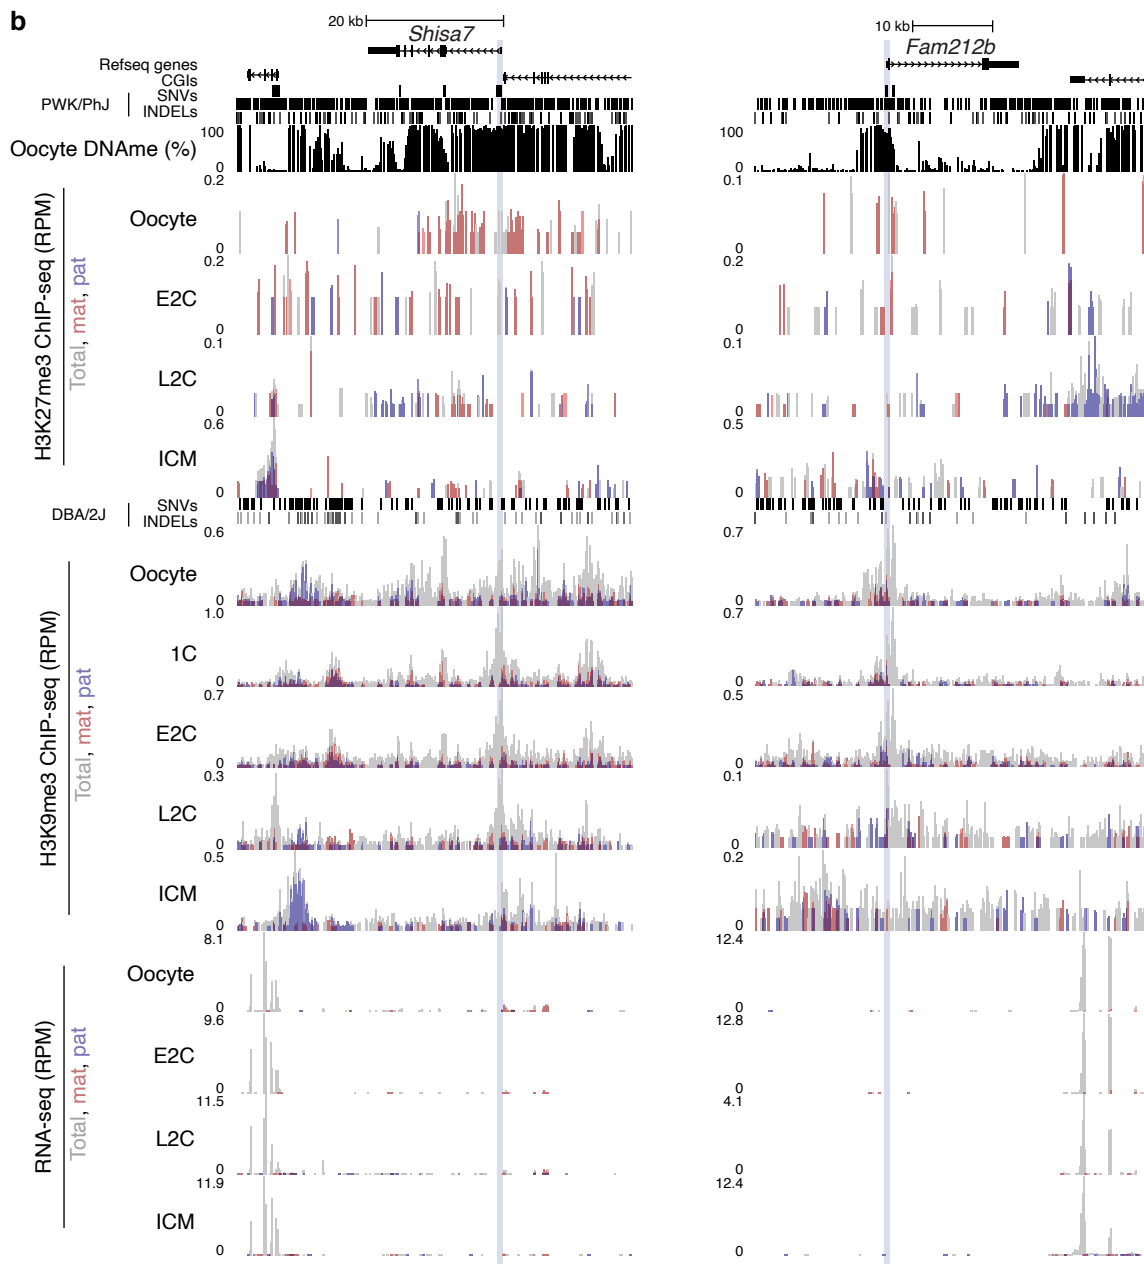 b
20 kb
10 kb
Shisa7
Fam212b
Refseq genes
CGIs
PWK/PhJ
SNVs
INDELs
Oocyte DNAme (%)
100
0
100
0
H3K27me3 ChIP-seq (RPM)
Total, mat, pat
Oocyte
0.2
0
0.1
0
E2C
0.2
0
0.2
0
L2C
0.1
0
0.1
0
ICM
0.6
0
0.5
0
DBA/2J
SNVs
INDELs
H3K9me3 ChIP-seq (RPM)
Total, mat, pat
Oocyte
0.6
0
0.7
0
1C
1.0
0
0.7
0
E2C
0.7
0
0.5
0
L2C
0.3
0
0.1
0
ICM
0.5
0
0.2
0
RNA-seq (RPM)
Total, mat, pat
Oocyte
8.1
0
12.4
0
E2C
9.6
0
12.8
0
L2C
11.5
0
4.1
0
ICM
11.9
0
12.4
0